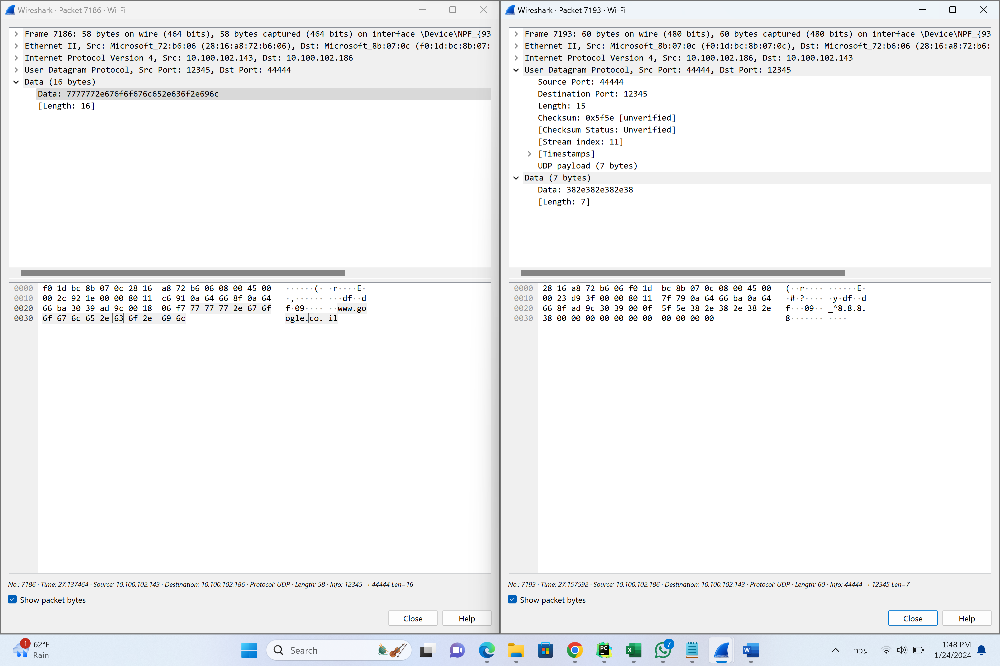 Wireshark · Packet 7186 · Wi-Fi
Frame 7186: 58 bytes on wire (464 bits), 58 bytes captured (464 bits) on interface \Device\NPF_{93
Ethernet II, Src: Microsoft_72:b6:06 (28:16:a8:72:b6:06), Dst: Microsoft_8b:07:0c (f0:1d:bc:8b:07:
Internet Protocol Version 4, Src: 10.100.102.143, Dst: 10.100.102.186
User Datagram Protocol, Src Port: 12345, Dst Port: 44444
Data (16 bytes)
Data: 7777772e676f6f676c652e636f2e696c
[Length: 16]
0000 f0 1d bc 8b 07 0c 28 16 a8 72 b6 06 08 00 45 00 ······(· ·r····E·
0010 00 2c 92 1e 00 00 80 11 c6 91 0a 64 66 8f 0a 64 ·,······ ···df··d
0020 66 ba 30 39 ad 9c 00 18 06 f7 77 77 77 2e 67 6f f·09···· ··www.go
0030 6f 67 6c 65 2e 63 6f 2e 69 6c ogle.co. il
No.: 7186 · Time: 27.137464 · Source: 10.100.102.143 · Destination: 10.100.102.186 · Protocol: UDP · Length: 58 · Info: 12345 → 44444 Len=16
Show packet bytes
Close Help
Wireshark · Packet 7193 · Wi-Fi
Frame 7193: 60 bytes on wire (480 bits), 60 bytes captured (480 bits) on interface \Device\NPF_{93
Ethernet II, Src: Microsoft_8b:07:0c (f0:1d:bc:8b:07:0c), Dst: Microsoft_72:b6:06 (28:16:a8:72:b6:
Internet Protocol Version 4, Src: 10.100.102.186, Dst: 10.100.102.143
User Datagram Protocol, Src Port: 44444, Dst Port: 12345
Source Port: 44444
Destination Port: 12345
Length: 15
Checksum: 0x5f5e [unverified]
[Checksum Status: Unverified]
[Stream index: 11]
[Timestamps]
UDP payload (7 bytes)
Data (7 bytes)
Data: 382e382e382e38
[Length: 7]
0000 28 16 a8 72 b6 06 f0 1d bc 8b 07 0c 08 00 45 00 (··r···· ······E·
0010 00 23 d9 3f 00 00 80 11 7f 79 0a 64 66 ba 0a 64 ·#·?···· ·y·df··d
0020 66 8f ad 9c 30 39 00 0f 5f 5e 38 2e 38 2e 38 2e f···09·· _^8.8.8.
0030 38 00 00 00 00 00 00 00 00 00 00 00 8······· ····
No.: 7193 · Time: 27.157592 · Source: 10.100.102.186 · Destination: 10.100.102.143 · Protocol: UDP · Length: 60 · Info: 44444 → 12345 Len=7
Show packet bytes
Close Help
1
62°F
Rain
Search
PC
X
7
W
עבר
1:48 PM
1/24/2024